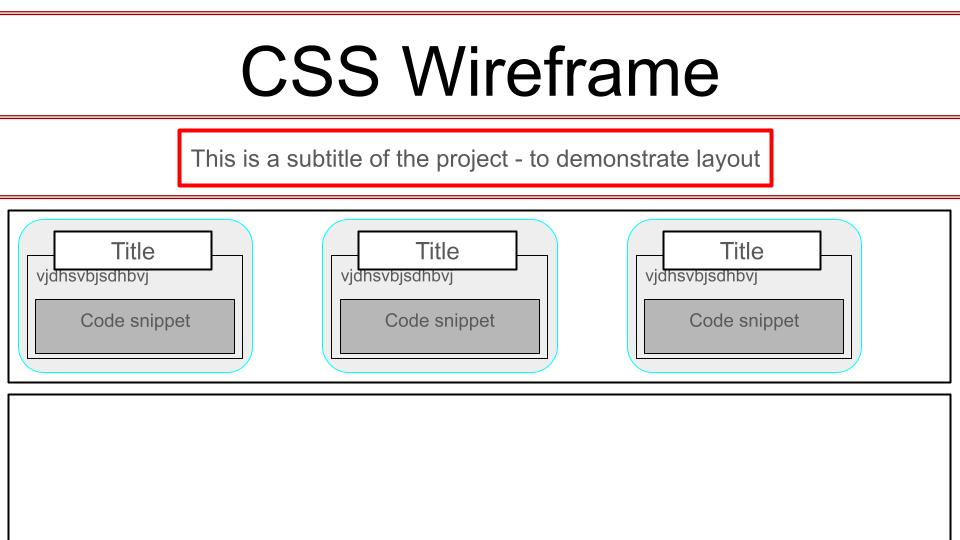 CSS Wireframe
This is a subtitle of the project - to demonstrate layout
Title
vjdhsvbjsdhbvj
Code snippet
Title
vjdhsvbjsdhbvj
Code snippet
Title
vjdhsvbjsdhbvj
Code snippet